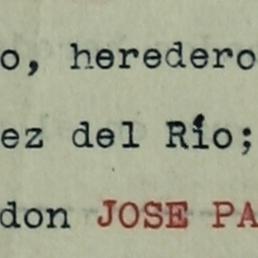 o, heredero
ez del Río;
don JOSE PA